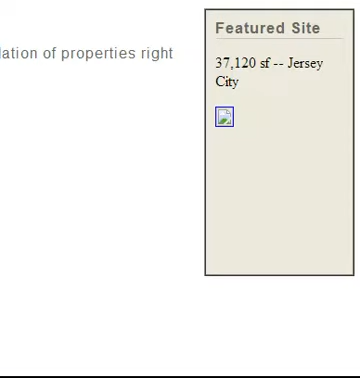 Featured Site
lation of properties right
37,120 sf -- Jersey
City